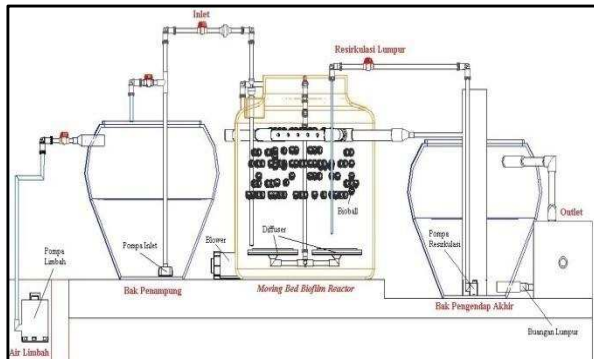 Inlet
Resirkulasi Lumpur
Bioball
Outlet
Pompa
Limbah
Pompa Inlet
Blower
Diffuser
Pompa
Resirkulasi
Bak Penampung
Moving Bed Biofilm Reactor
Bak Pengendap Akhir
Buangan Lumpur
Air Limbah